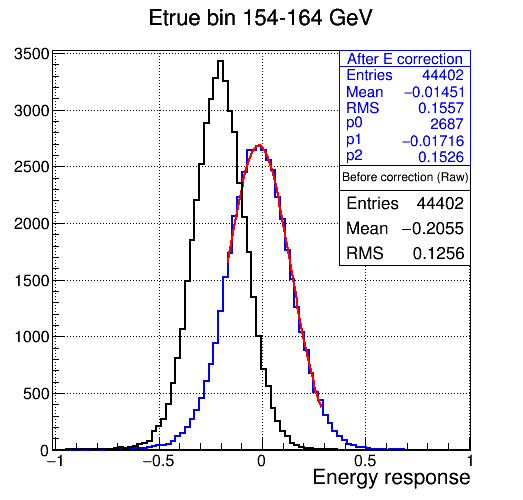 Etrue bin 154-164 GeV
After E correction
Entries 44402
Mean −0.01451
RMS 0.1557
p0 2687
p1 −0.01716
p2 0.1526
Before correction (Raw)
Entries 44402
Mean −0.2055
RMS 0.1256
3500
3000
2500
2000
1500
1000
500
0
−1 −0.5 0 0.5 1
Energy response